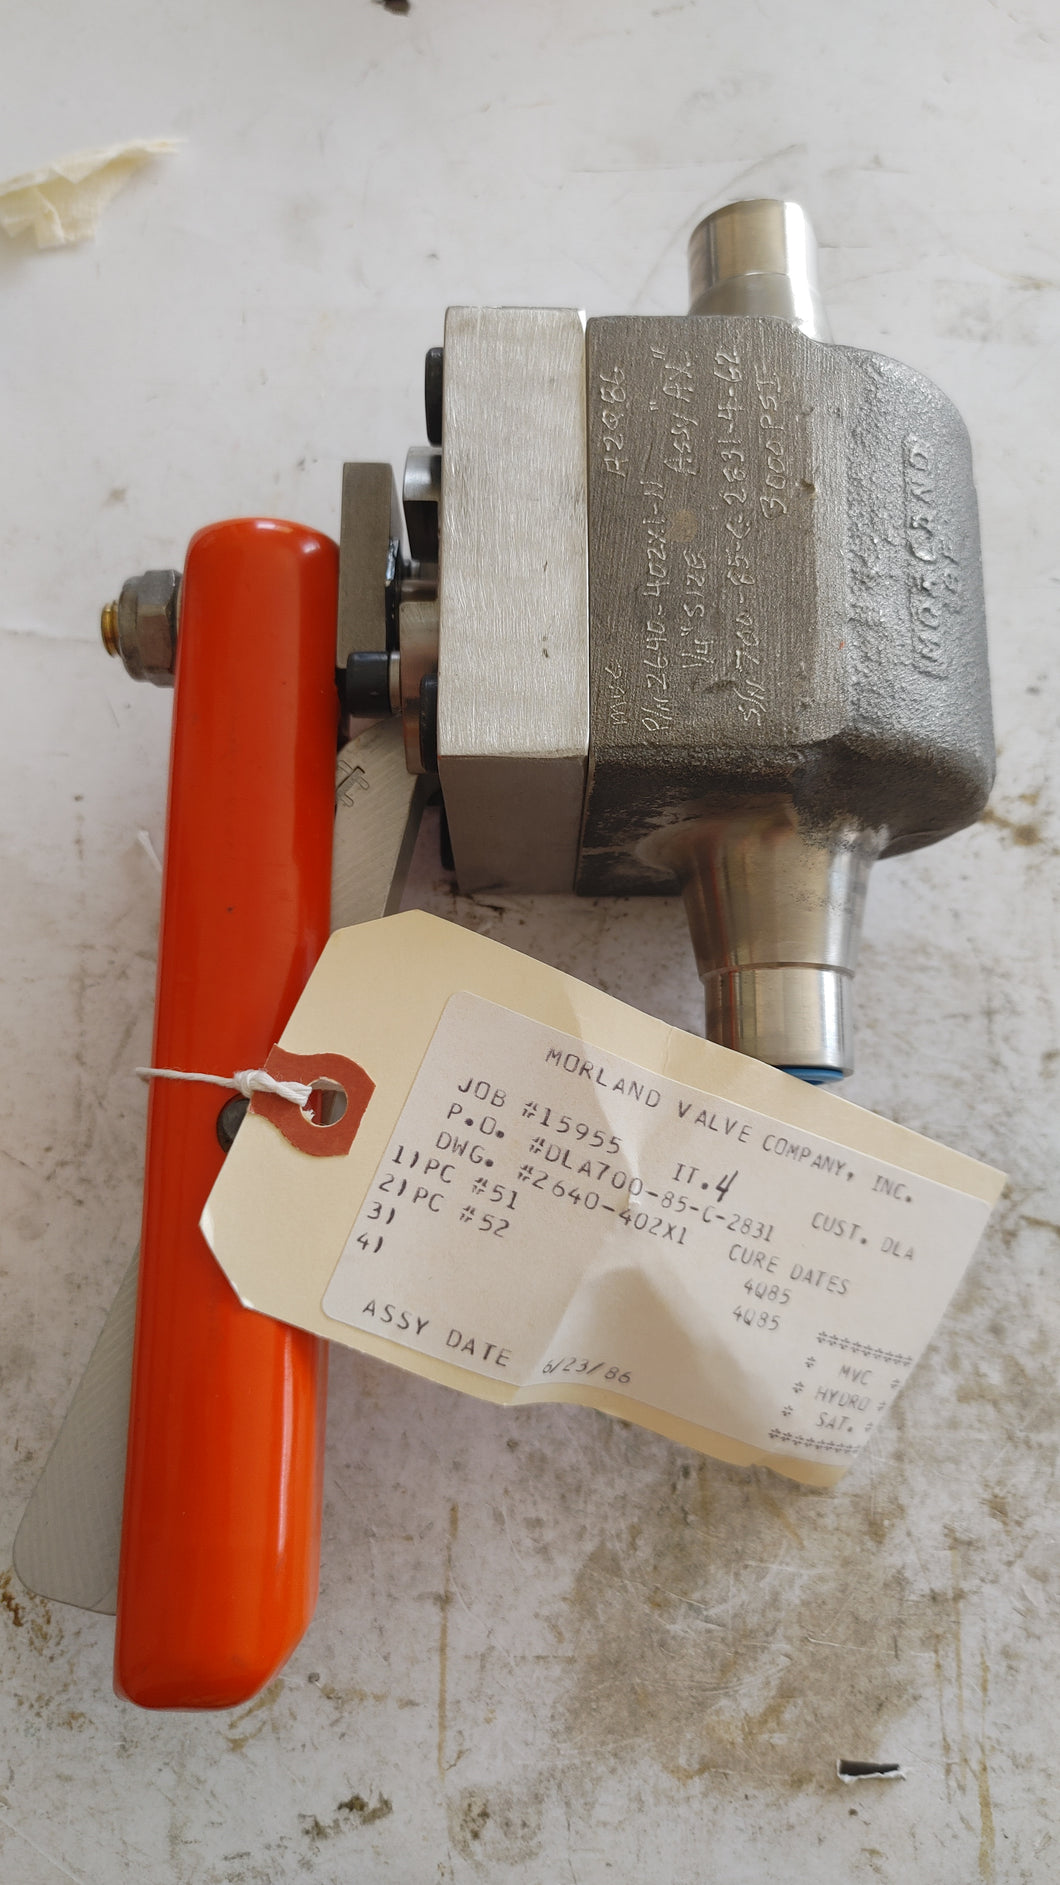 MORLAND
MVC A2986
P/N 2640-402X1-N "Assy AX"
1/4" SIZE
S/N 700-85-C-2831-4-62
3000PSI
MORLAND VALVE COMPANY, INC.
JOB #15955 IT.4 CUST. DLA
P.O. #DLA700-85-C-2831
DWG. #2640-402X1 CURE DATES
1)PC #51 4Q85
2)PC #52 4Q85
3)
4)
ASSY DATE 6/23/86
*********
* MVC *
* HYDRO *
* SAT. *
*********